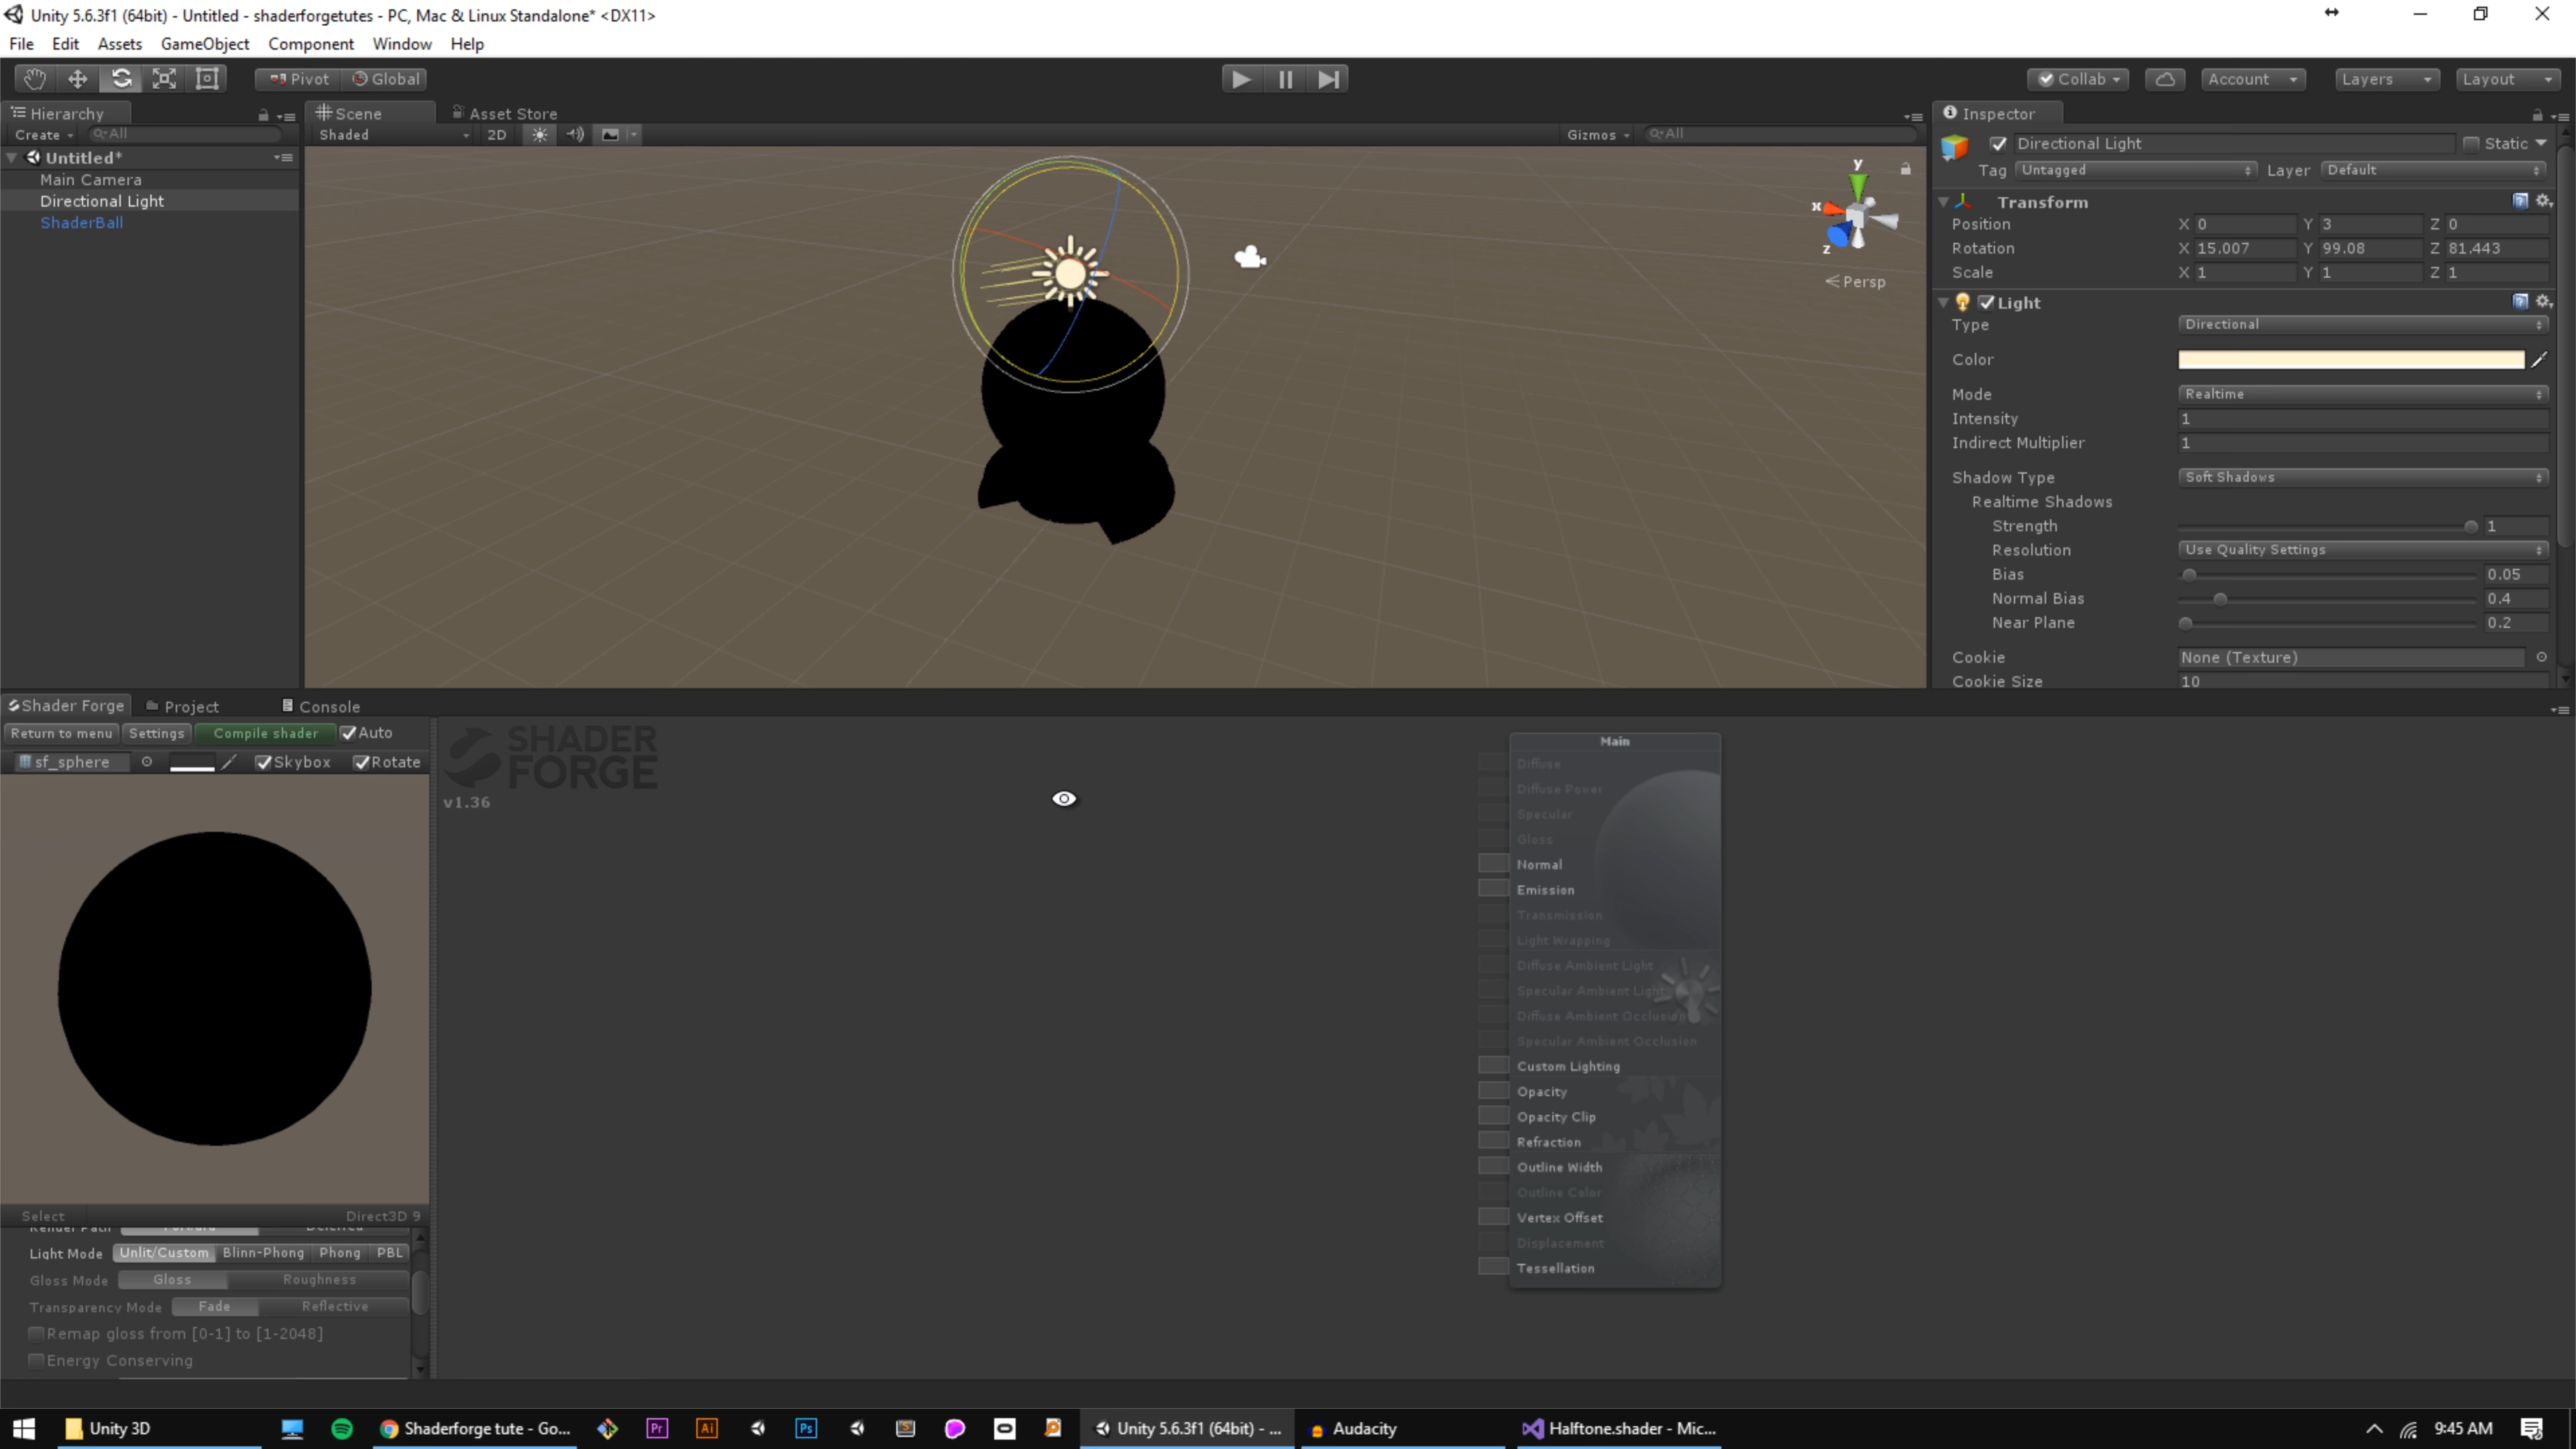 Unity 5.6.3f1 (64bit) - Untitled - shaderforgetutes - PC, Mac & Linux Standalone* <DX11>
File Edit Assets GameObject Component Window Help
Pivot Global Collab Account Layers Layout
Hierarchy Scene Asset Store Inspector
Create All Shaded 2D Gizmos All
Untitled*
Main Camera
Directional Light
ShaderBall
y
x
z
Persp
Directional Light Static
Tag Untagged Layer Default
Transform
Position X 0 Y 3 Z 0
Rotation X 15.007 Y 99.08 Z 81.443
Scale X 1 Y 1 Z 1
Light
Type Directional
Color
Mode Realtime
Intensity 1
Indirect Multiplier 1
Shadow Type Soft Shadows
Realtime Shadows
Strength 1
Resolution Use Quality Settings
Bias 0.05
Normal Bias 0.4
Near Plane 0.2
Cookie None (Texture)
Cookie Size 10
Shader Forge Project Console
Return to menu Settings Compile shader Auto
sf_sphere Skybox Rotate
SHADER
FORGE
v1.36
Main
Diffuse
Diffuse Power
Specular
Gloss
Normal
Emission
Transmission
Light Wrapping
Diffuse Ambient Light
Specular Ambient Light
Diffuse Ambient Occlusion
Specular Ambient Occlusion
Custom Lighting
Opacity
Opacity Clip
Refraction
Outline Width
Outline Color
Vertex Offset
Displacement
Tessellation
Select Direct3D 9
Render Path Forward Deferred
Light Mode Unlit/Custom Blinn-Phong Phong PBL
Gloss Mode Gloss Roughness
Transparency Mode Fade Reflective
Remap gloss from [0-1] to [1-2048]
Energy Conserving
Unity 3D Shaderforge tute - Go... Pr Ai Ps Unity 5.6.3f1 (64bit) - ... Audacity Halftone.shader - Mic... 9:45 AM